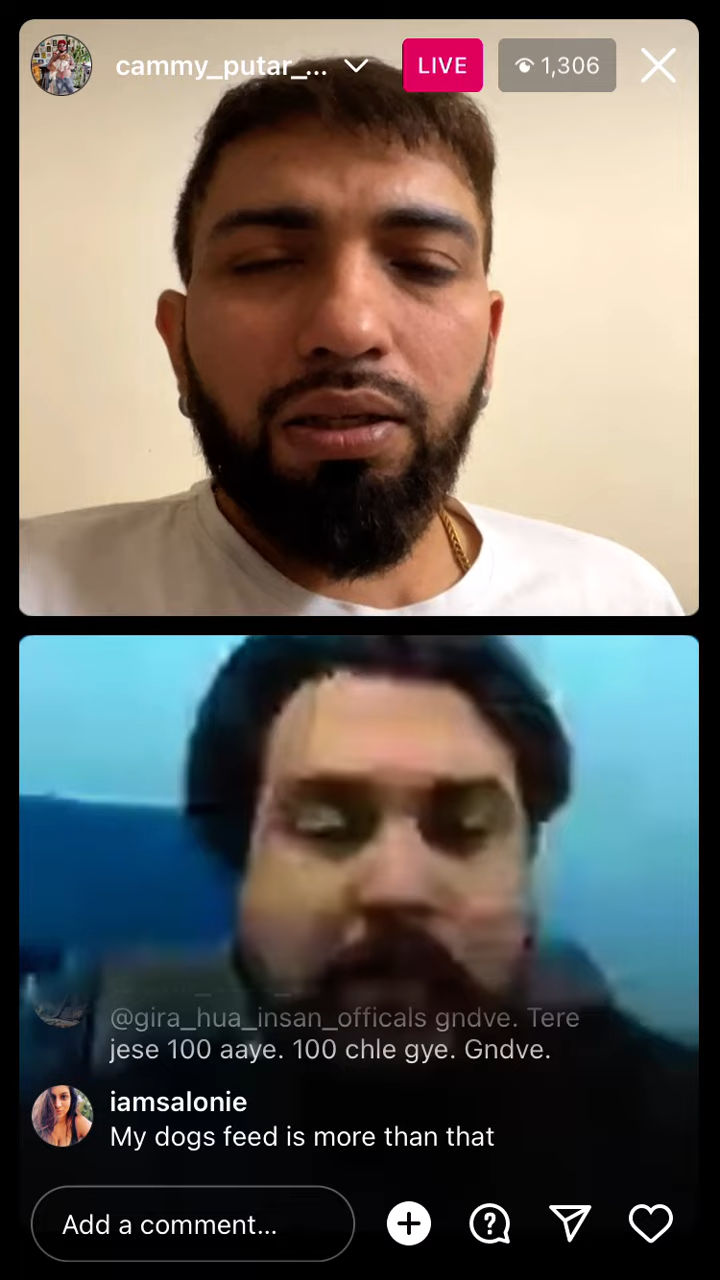 cammy_putar_...
LIVE
1,306
@gira_hua_insan_officals gndve. Tere
jese 100 aaye. 100 chle gye. Gndve.
iamsalonie
My dogs feed is more than that
Add a comment...